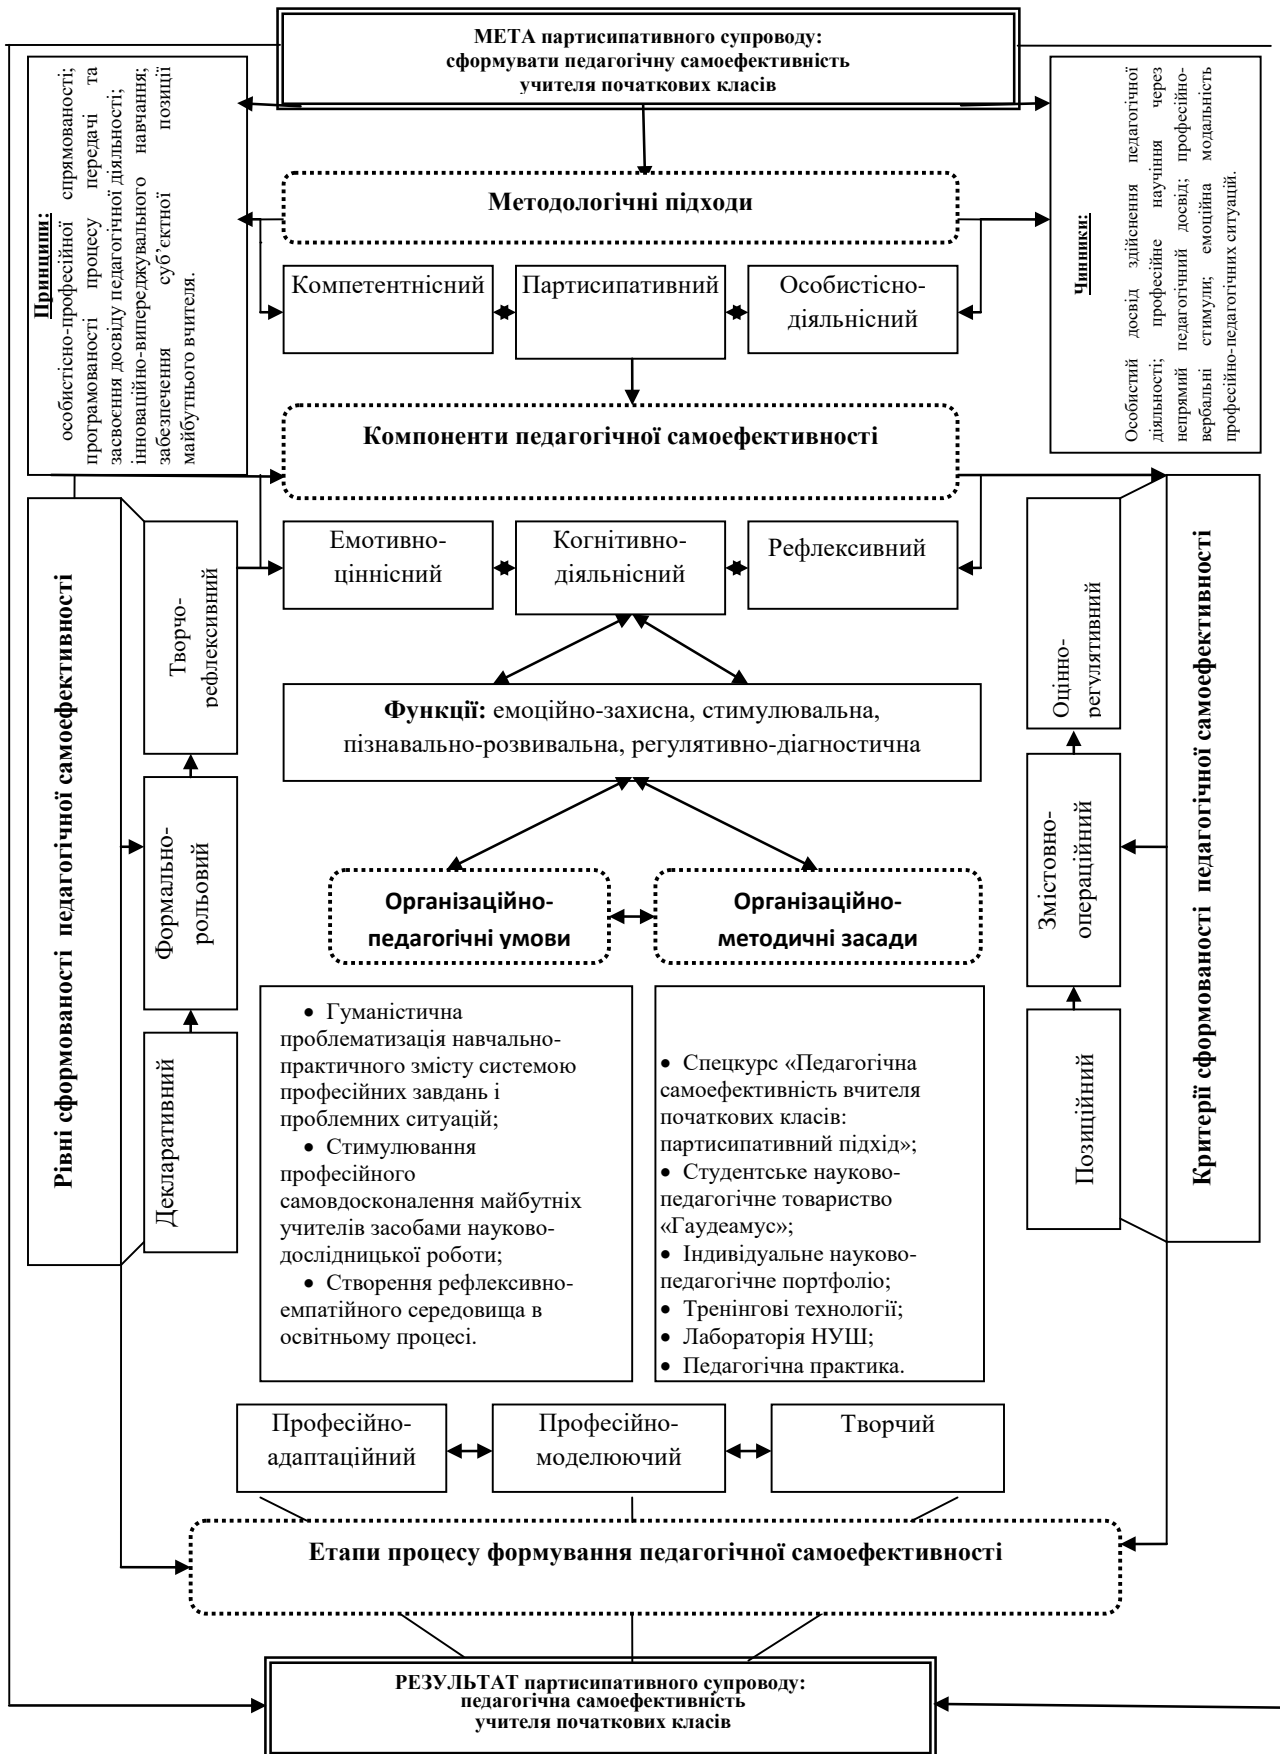 МЕТА партисипативного супроводу:
сформувати педагогічну самоефективність
учителя початкових класів
Принципи:
особистісно-професійної спрямованості;
програмованості процесу передачі та
засвоєння досвіду педагогічної діяльності;
інноваційно-випереджувального навчання;
забезпечення суб’єктної позиції
майбутнього вчителя.
Чинники:
Особистий досвід здійснення педагогічної
діяльності; професійне научіння через
непрямий педагогічний досвід; професійно-
вербальні стимули; емоційна модальність
професійно-педагогічних ситуацій.
Методологічні підходи
Компетентнісний
Партисипативний
Особистісно-
діяльнісний
Компоненти педагогічної самоефективності
Емотивно-
ціннісний
Когнітивно-
діяльнісний
Рефлексивний
Рівні сформованості педагогічної самоефективності
Творчо-
рефлексивний
Формально-
рольовий
Декларативний
Оцінно-
регулятивний
Змістовно-
операційний
Позиційний
Критерії сформованості педагогічної самоефективності
Функції: емоційно-захисна, стимулювальна,
пізнавально-розвивальна, регулятивно-діагностична
Організаційно-
педагогічні умови
Організаційно-
методичні засади
• Гуманістична
проблематизація навчально-
практичного змісту системою
професійних завдань і
проблемних ситуацій;
• Стимулювання
професійного
самовдосконалення майбутніх
учителів засобами науково-
дослідницької роботи;
• Створення рефлексивно-
емпатійного середовища в
освітньому процесі.
• Спецкурс «Педагогічна
самоефективність вчителя
початкових класів:
партисипативний підхід»;
• Студентське науково-
педагогічне товариство
«Гаудеамус»;
• Індивідуальне науково-
педагогічне портфоліо;
• Тренінгові технології;
• Лабораторія НУШ;
• Педагогічна практика.
Професійно-
адаптаційний
Професійно-
моделюючий
Творчий
Етапи процесу формування педагогічної самоефективності
РЕЗУЛЬТАТ партисипативного супроводу:
педагогічна самоефективність
учителя початкових класів